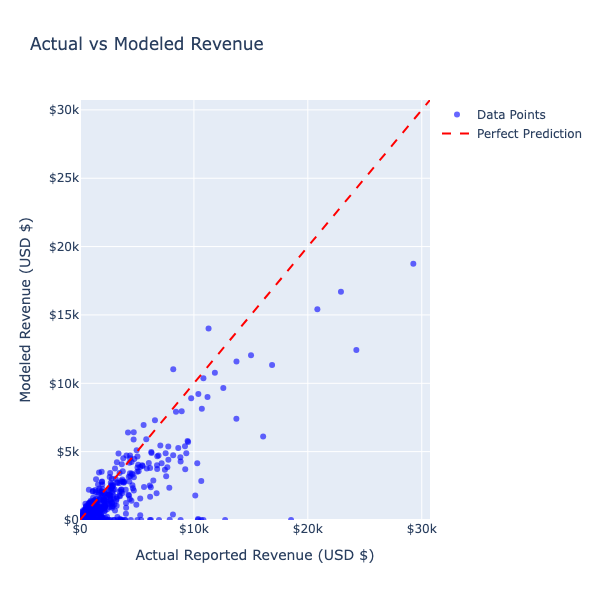 Actual vs Modeled Revenue
Data Points
Perfect Prediction
Modeled Revenue (USD $)
$30k
$25k
$20k
$15k
$10k
$5k
$0
$0
$10k
$20k
$30k
Actual Reported Revenue (USD $)